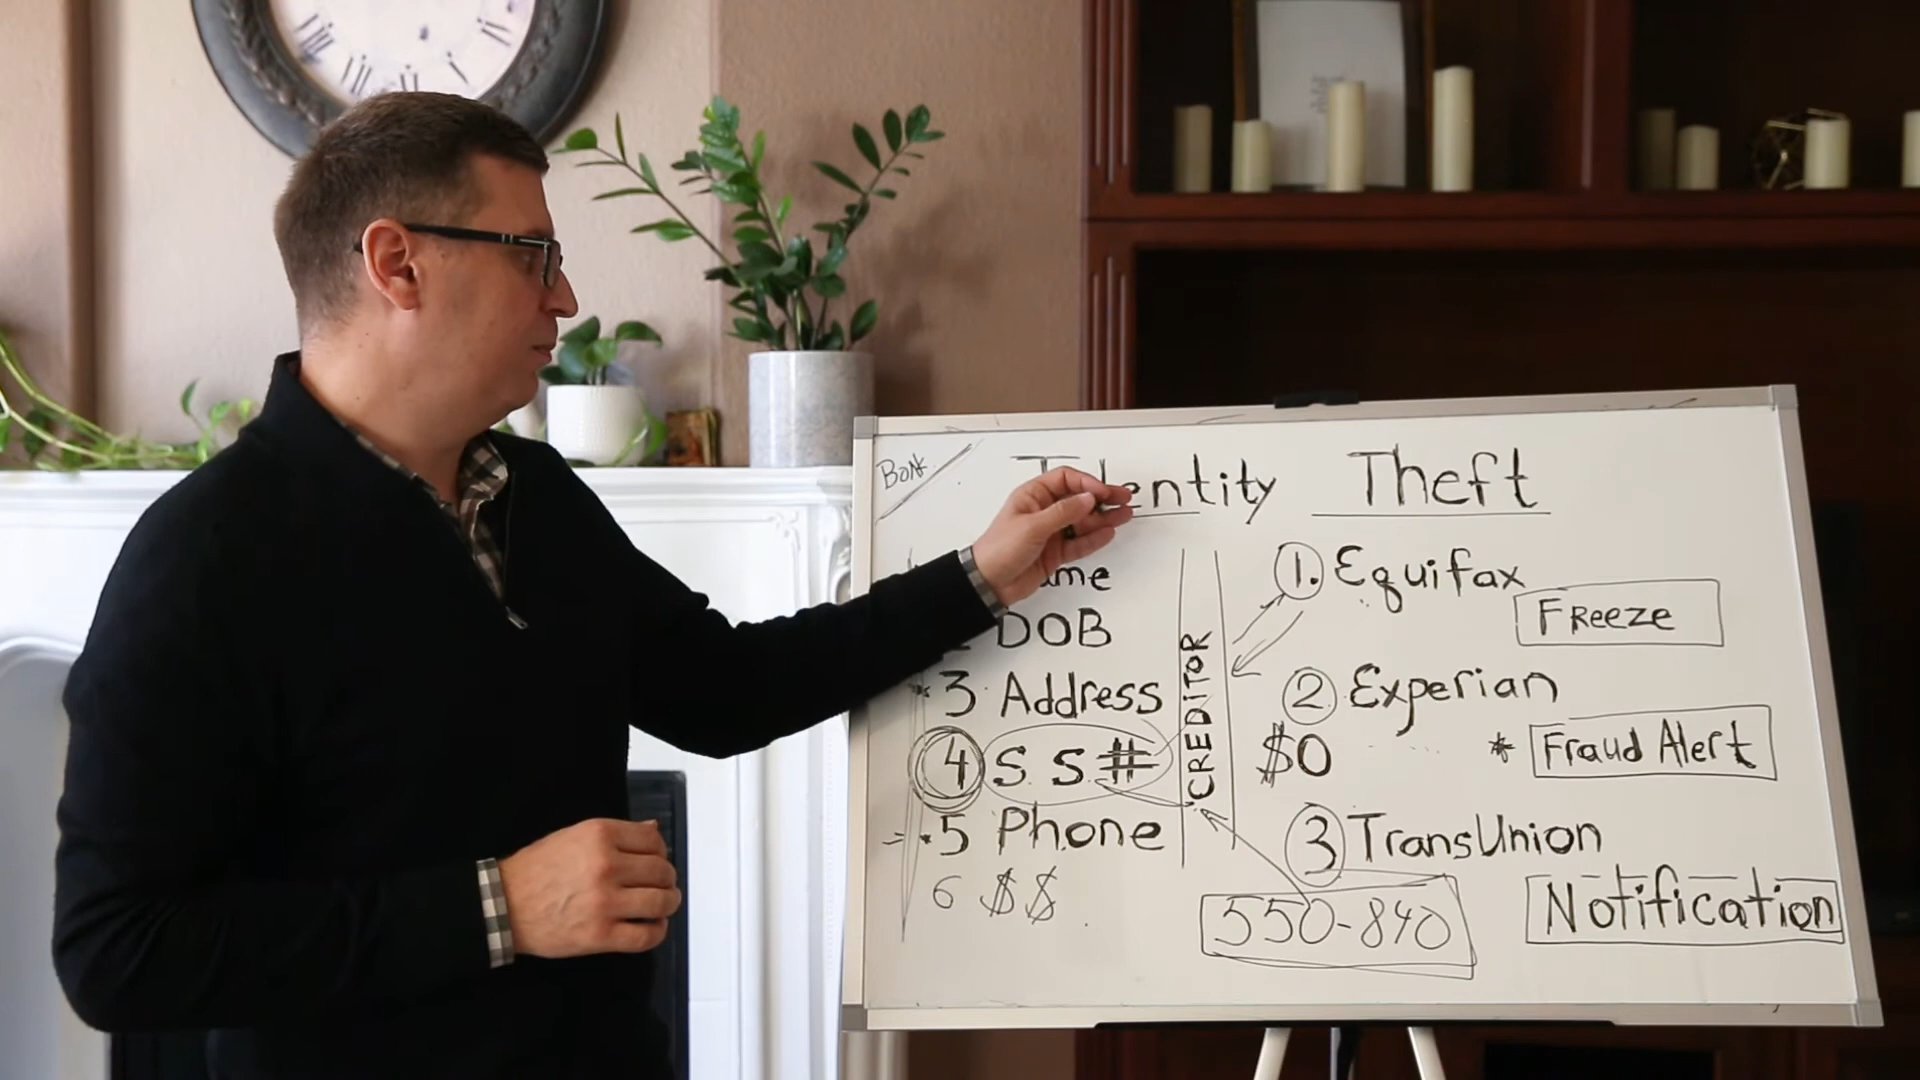 Identity Theft
ame
DOB
3 Address
4 S S #
5 Phone
6 $$
CREDITOR
1. Equifax
Freeze
2 Experian
$0
* Fraud Alert
3 TransUnion
550-840
Notification